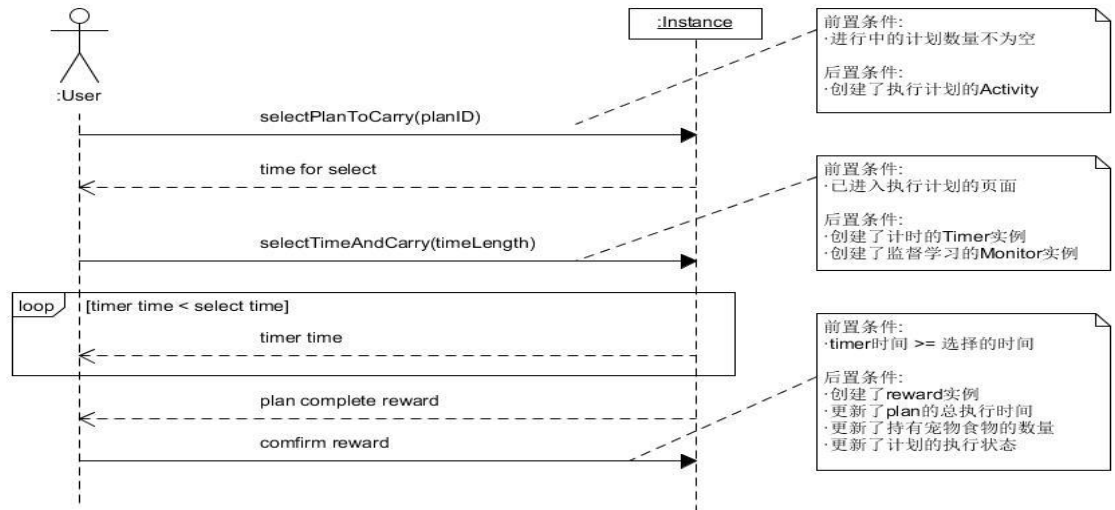 :User
:Instance
selectPlanToCarry(planID)
time for select
selectTimeAndCarry(timeLength)
loop
[timer time < select time]
timer time
plan complete reward
comfirm reward
前置条件:
·进行中的计划数量不为空
后置条件:
·创建了执行计划的Activity
前置条件:
·已进入执行计划的页面
后置条件:
·创建了计时的Timer实例
·创建了监督学习的Monitor实例
前置条件:
·timer时间 >= 选择的时间
后置条件:
·创建了reward实例
·更新了plan的总执行时间
·更新了持有宠物食物的数量
·更新了计划的执行状态